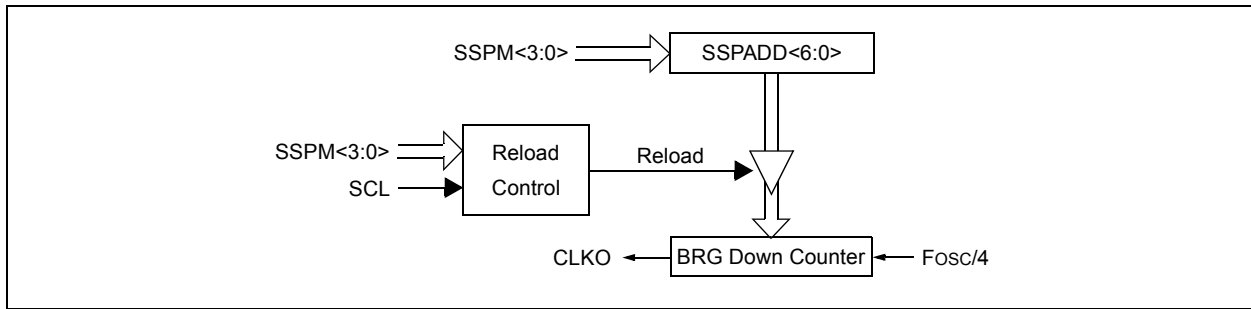 SSPM<3:0>
SSPADD<6:0>
SSPM<3:0>
SCL
Reload
Control
Reload
CLKO
BRG Down Counter
FOSC/4